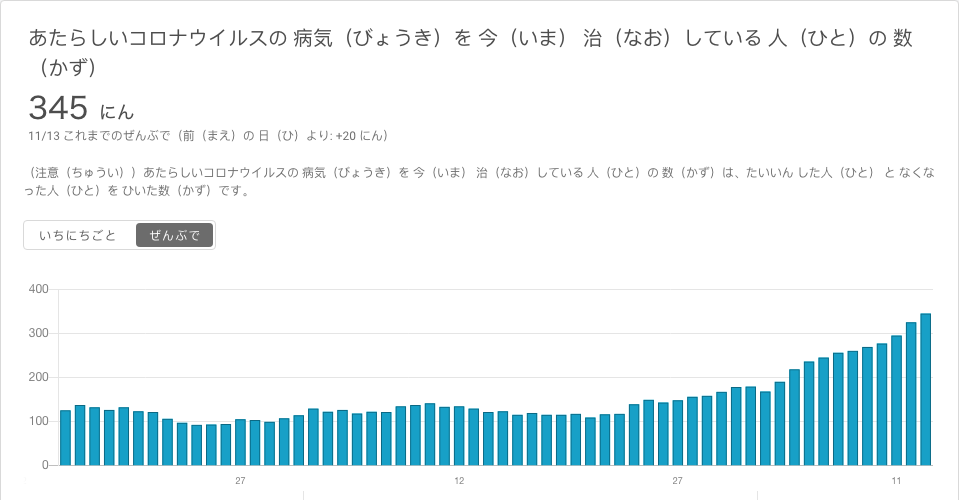 あたらしいコロナウイルスの 病気（びょうき）を 今（いま） 治（なお）している 人（ひと）の 数
（かず）
345 にん
11/13 これまでのぜんぶで（前（まえ）の 日（ひ）より: +20 にん）
（注意（ちゅうい））あたらしいコロナウイルスの 病気（びょうき）を 今（いま） 治（なお）している 人（ひと）の 数（かず）は、たいいん した人（ひと） と なくな
った人（ひと）を ひいた数（かず）です。
いちにちごと ぜんぶで
400
300
200
100
0
27 12 27 11